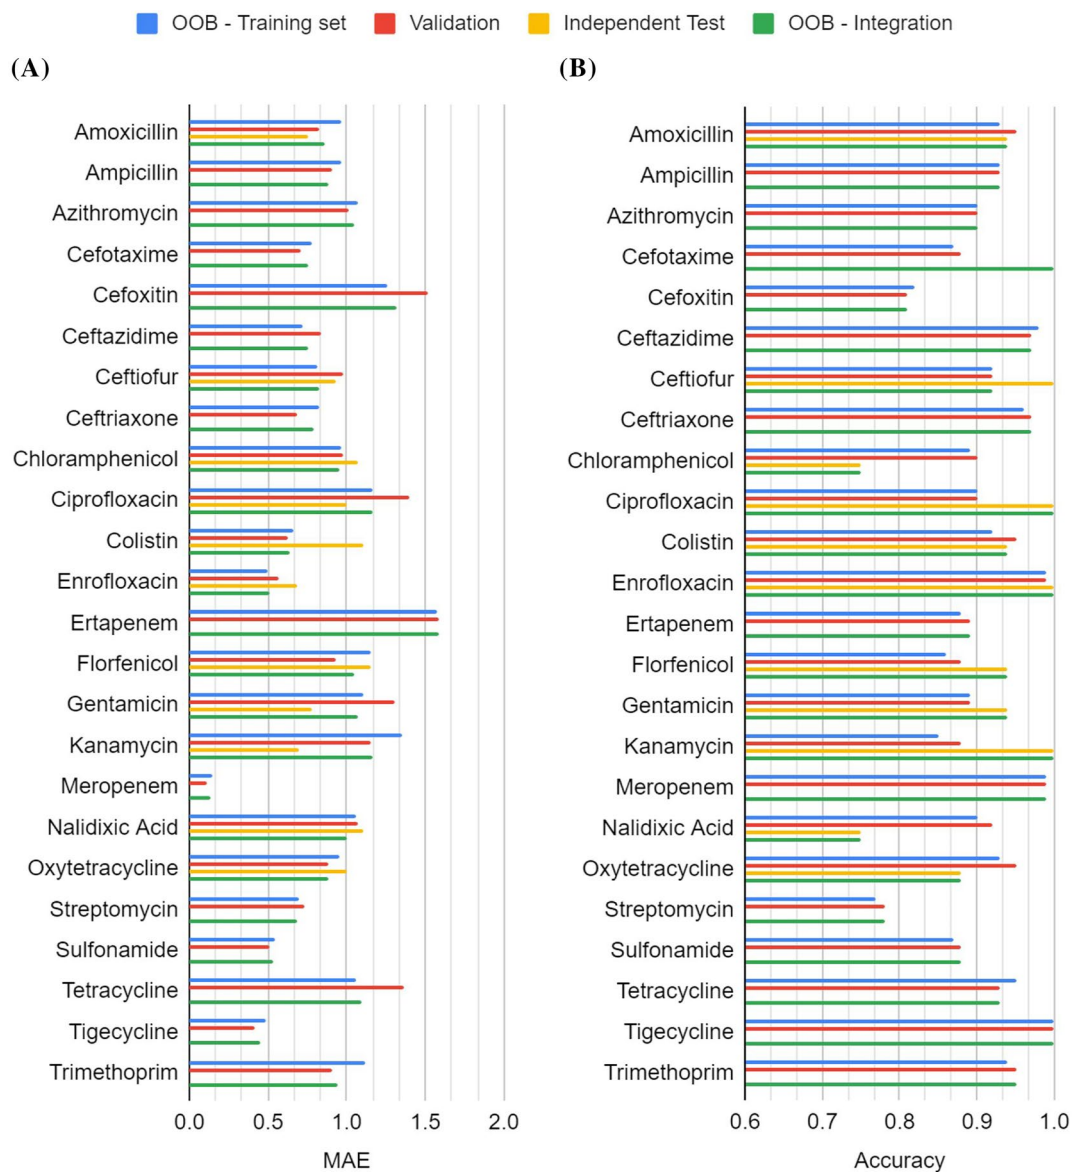 OOB - Training set Validation Independent Test OOB - Integration
(A) (B)
Amoxicillin
Ampicillin
Azithromycin
Cefotaxime
Cefoxitin
Ceftazidime
Ceftiofur
Ceftriaxone
Chloramphenicol
Ciprofloxacin
Colistin
Enrofloxacin
Ertapenem
Florfenicol
Gentamicin
Kanamycin
Meropenem
Nalidixic Acid
Oxytetracycline
Streptomycin
Sulfonamide
Tetracycline
Tigecycline
Trimethoprim
0.0 0.5 1.0 1.5 2.0
MAE
Amoxicillin
Ampicillin
Azithromycin
Cefotaxime
Cefoxitin
Ceftazidime
Ceftiofur
Ceftriaxone
Chloramphenicol
Ciprofloxacin
Colistin
Enrofloxacin
Ertapenem
Florfenicol
Gentamicin
Kanamycin
Meropenem
Nalidixic Acid
Oxytetracycline
Streptomycin
Sulfonamide
Tetracycline
Tigecycline
Trimethoprim
0.6 0.7 0.8 0.9 1.0
Accuracy